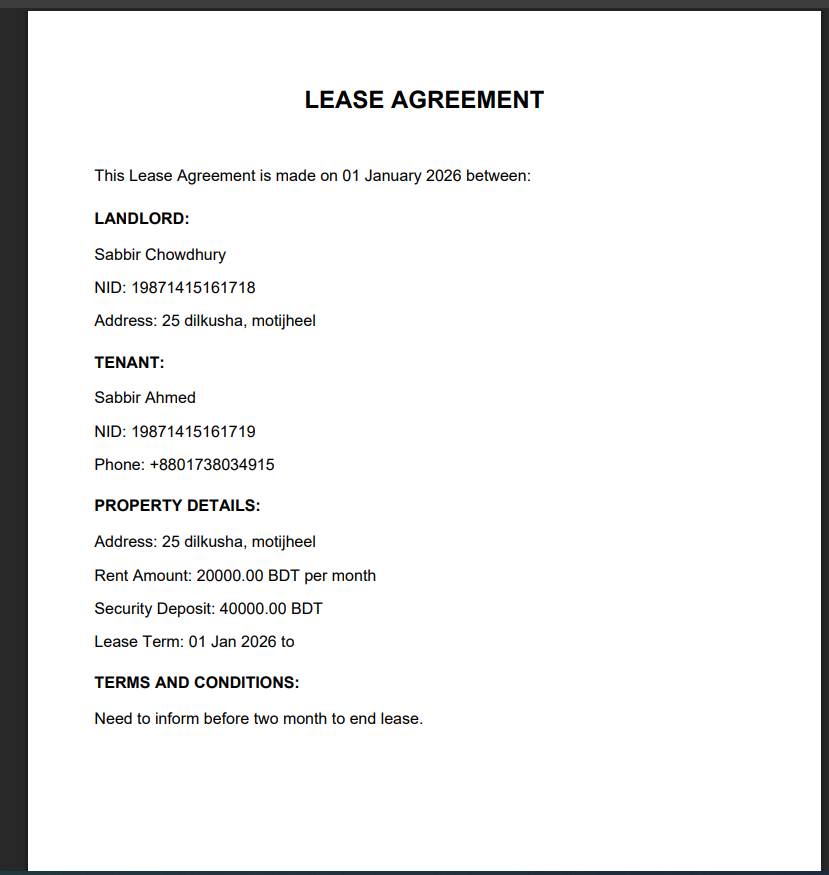 LEASE AGREEMENT
This Lease Agreement is made on 01 January 2026 between:
LANDLORD:
Sabbir Chowdhury
NID: 19871415161718
Address: 25 dilkusha, motijheel
TENANT:
Sabbir Ahmed
NID: 19871415161719
Phone: +8801738034915
PROPERTY DETAILS:
Address: 25 dilkusha, motijheel
Rent Amount: 20000.00 BDT per month
Security Deposit: 40000.00 BDT
Lease Term: 01 Jan 2026 to
TERMS AND CONDITIONS:
Need to inform before two month to end lease.